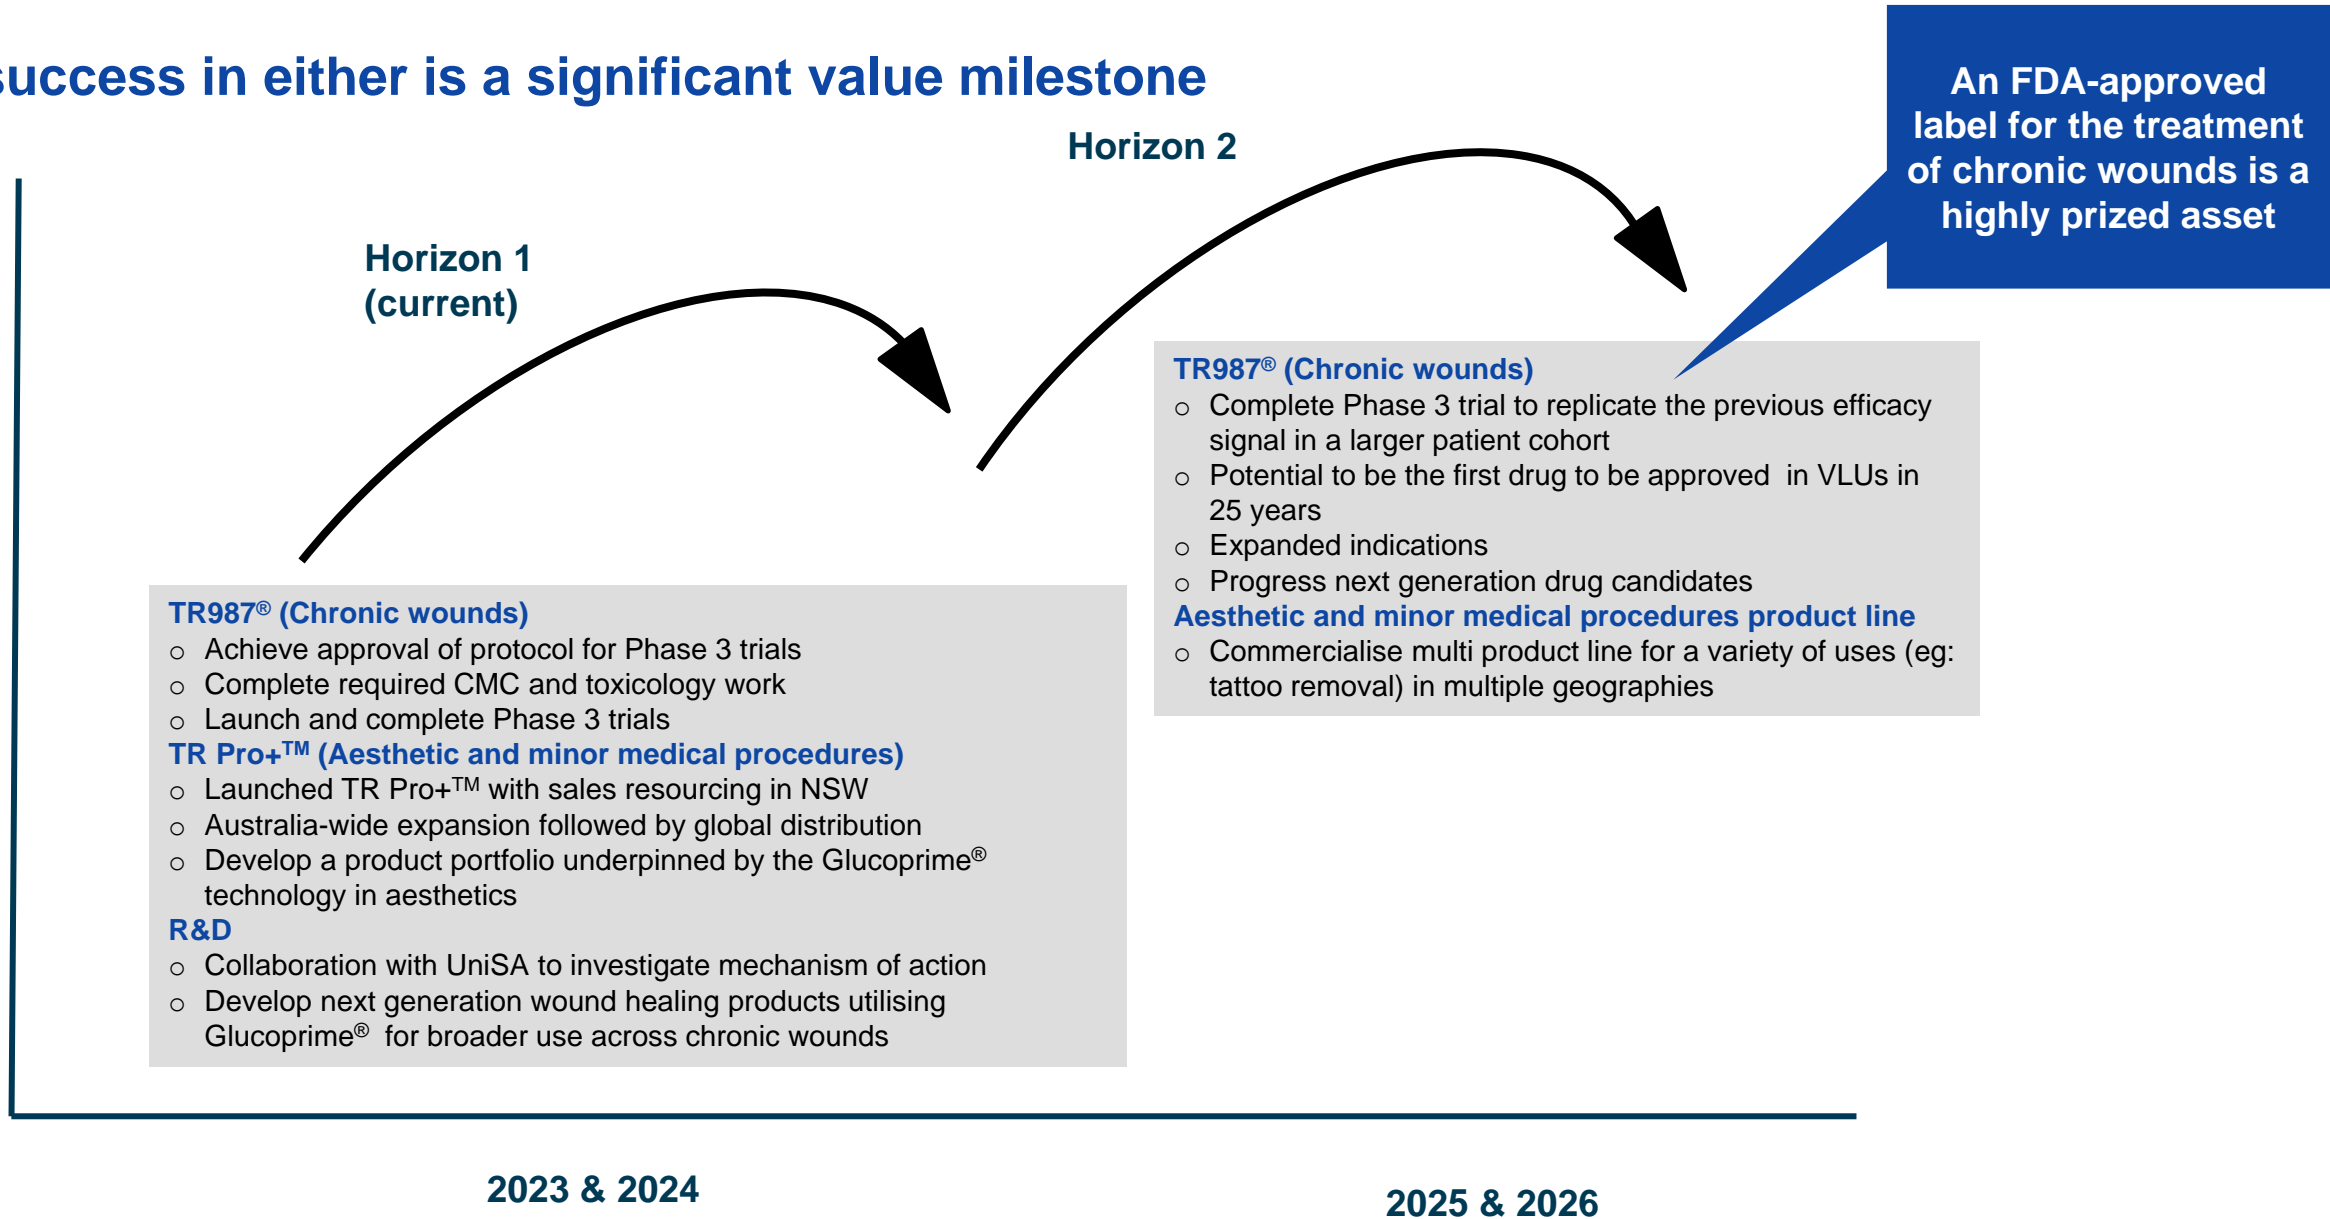 success in either is a significant value milestone
An FDA-approved
label for the treatment
of chronic wounds is a
highly prized asset
Horizon 2
Horizon 1
(current)
TR987® (Chronic wounds)
○ Complete Phase 3 trial to replicate the previous efficacy
signal in a larger patient cohort
○ Potential to be the first drug to be approved in VLUs in
25 years
○ Expanded indications
○ Progress next generation drug candidates
Aesthetic and minor medical procedures product line
○ Commercialise multi product line for a variety of uses (eg:
tattoo removal) in multiple geographies
TR987® (Chronic wounds)
○ Achieve approval of protocol for Phase 3 trials
○ Complete required CMC and toxicology work
○ Launch and complete Phase 3 trials
TR Pro+TM (Aesthetic and minor medical procedures)
○ Launched TR Pro+TM with sales resourcing in NSW
○ Australia-wide expansion followed by global distribution
○ Develop a product portfolio underpinned by the Glucoprime®
technology in aesthetics
R&D
○ Collaboration with UniSA to investigate mechanism of action
○ Develop next generation wound healing products utilising
Glucoprime® for broader use across chronic wounds
2023 & 2024
2025 & 2026